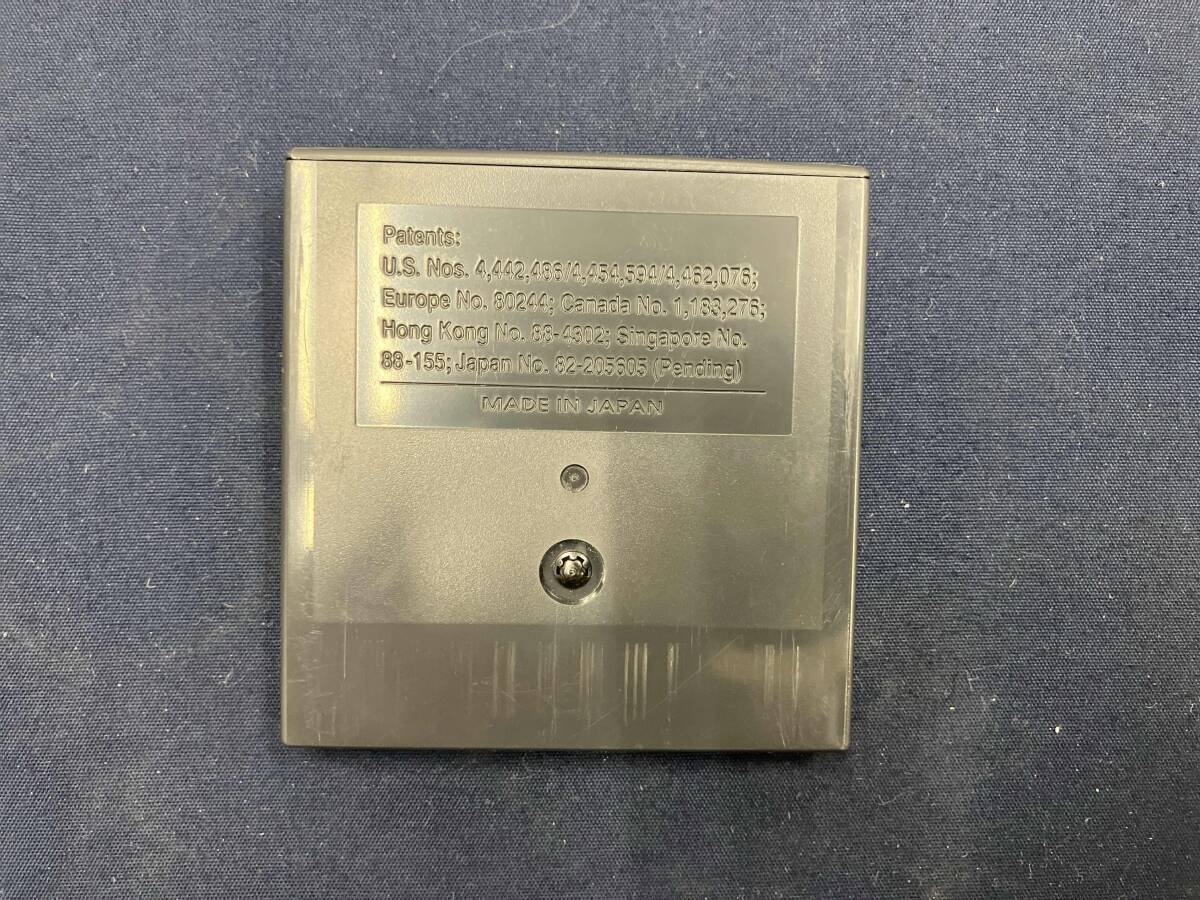 Patents:
U.S. Nos. 4,442,486/4,454,594/4,462,076;
Europe No. 80244; Canada No. 1,183,276;
Hong Kong No. 88-4302; Singapore No.
88-155; Japan No. 82-205605 (Pending)
MADE IN JAPAN